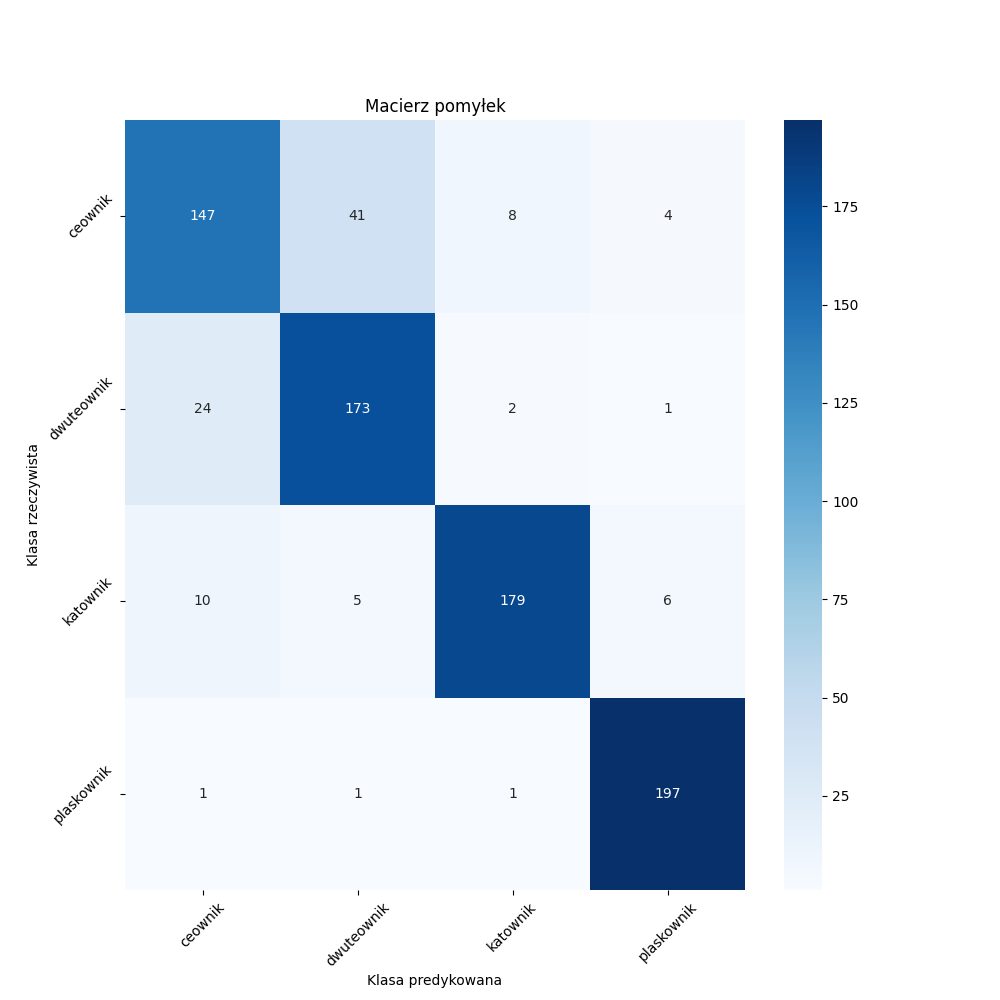 Macierz pomyłek
Klasa rzeczywista
ceownik
147 41 8 4
dwuteownik
24 173 2 1
katownik
10 5 179 6
plaskownik
1 1 1 197
ceownik dwuteownik katownik plaskownik
Klasa predykowana
175
150
125
100
75
50
25